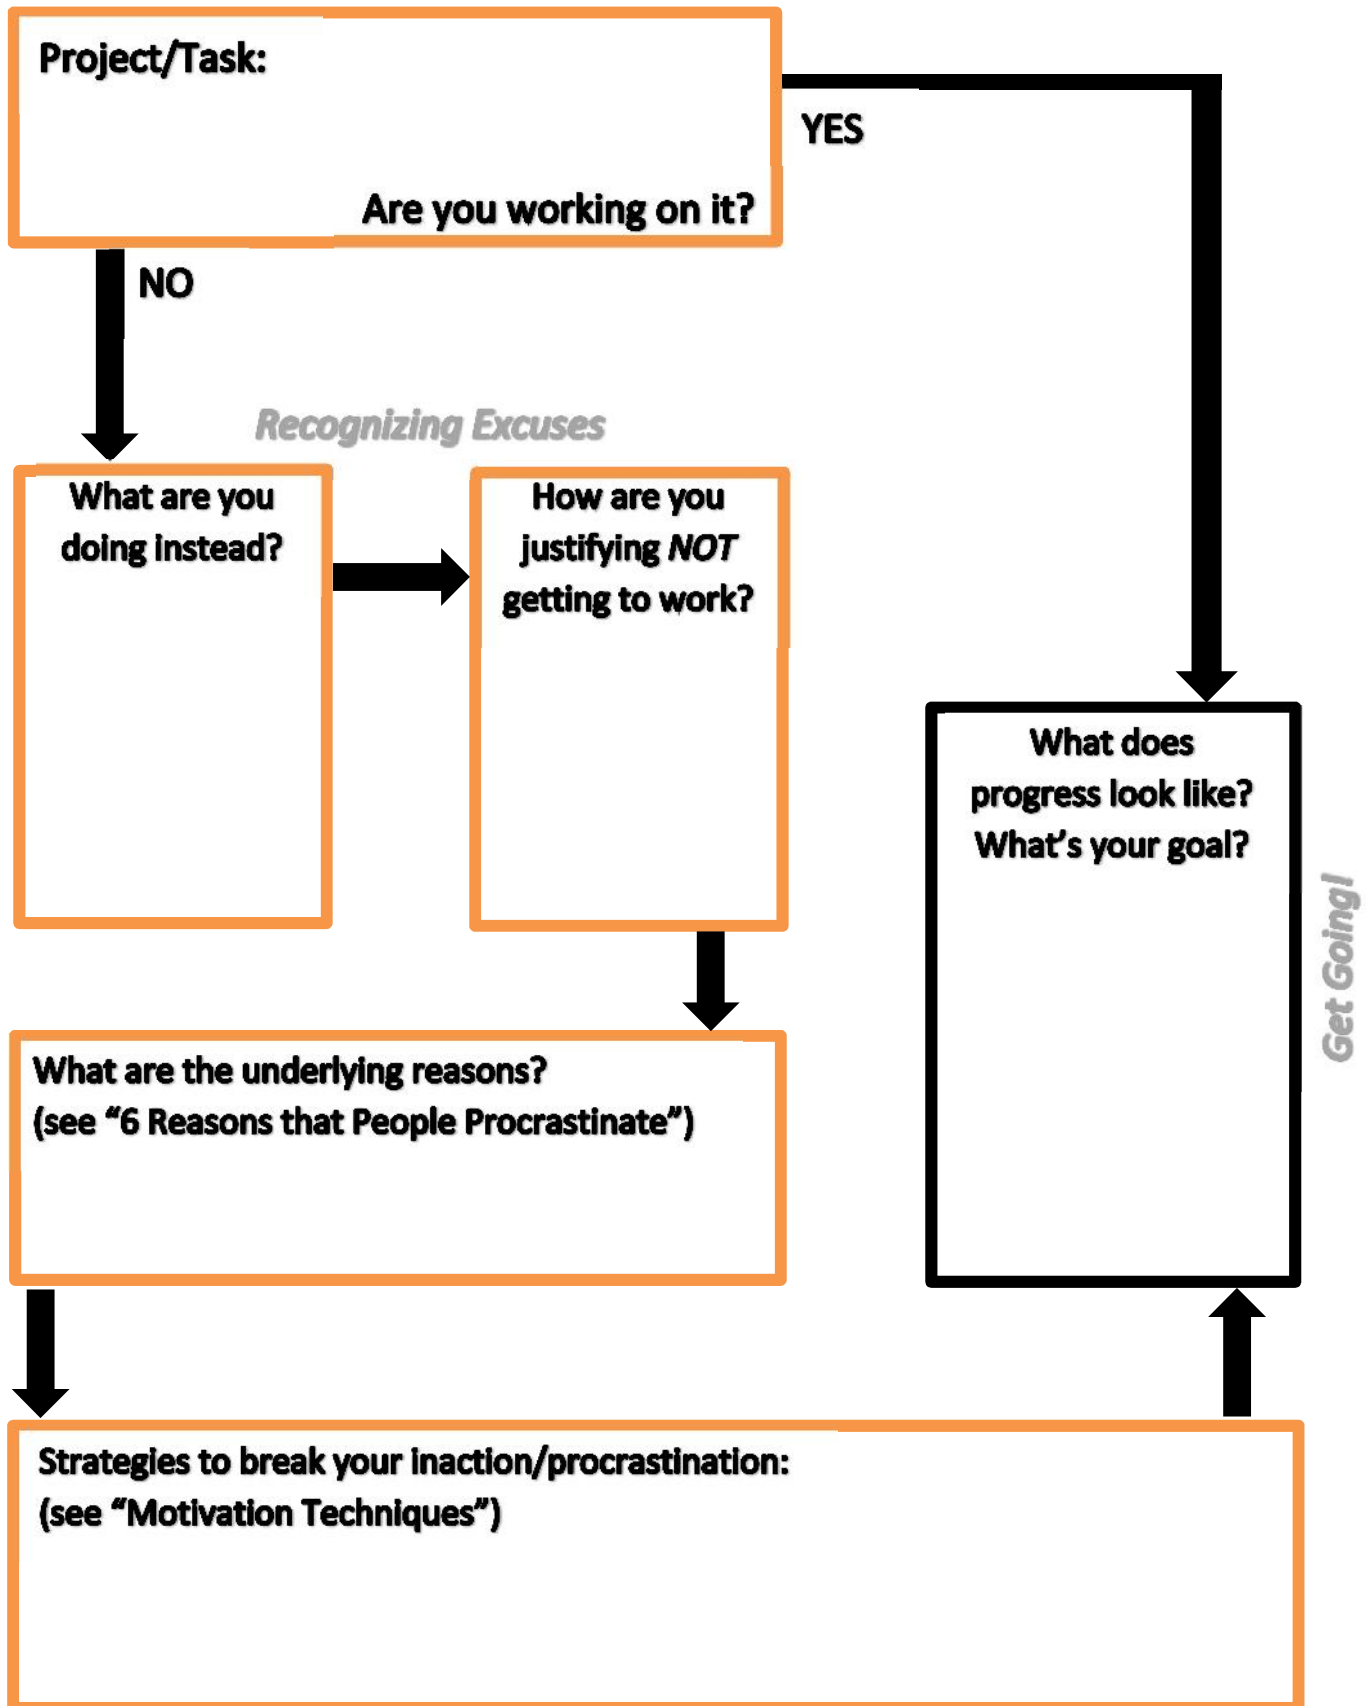 Project/Task:
YES
Are you working on it?
NO
Recognizing Excuses
What are you
doing instead?
How are you
justifying NOT
getting to work?
What does
progress look like?
What's your goal?
Get Going!
What are the underlying reasons?
(see “6 Reasons that People Procrastinate”)
Strategies to break your inaction/procrastination:
(see “Motivation Techniques”)